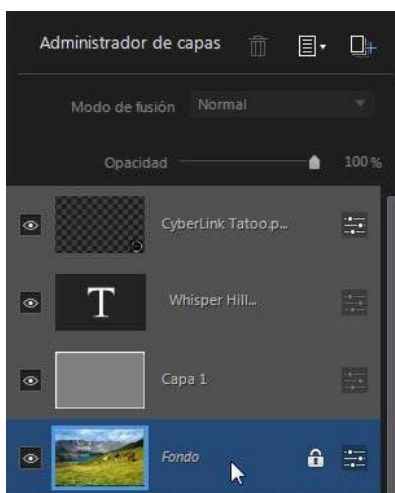 Administrador de capas
Modo de fusión Normal
Opacidad 100 %
CyberLink Tatoo.p...
T Whisper Hill...
Capa 1
Fondo